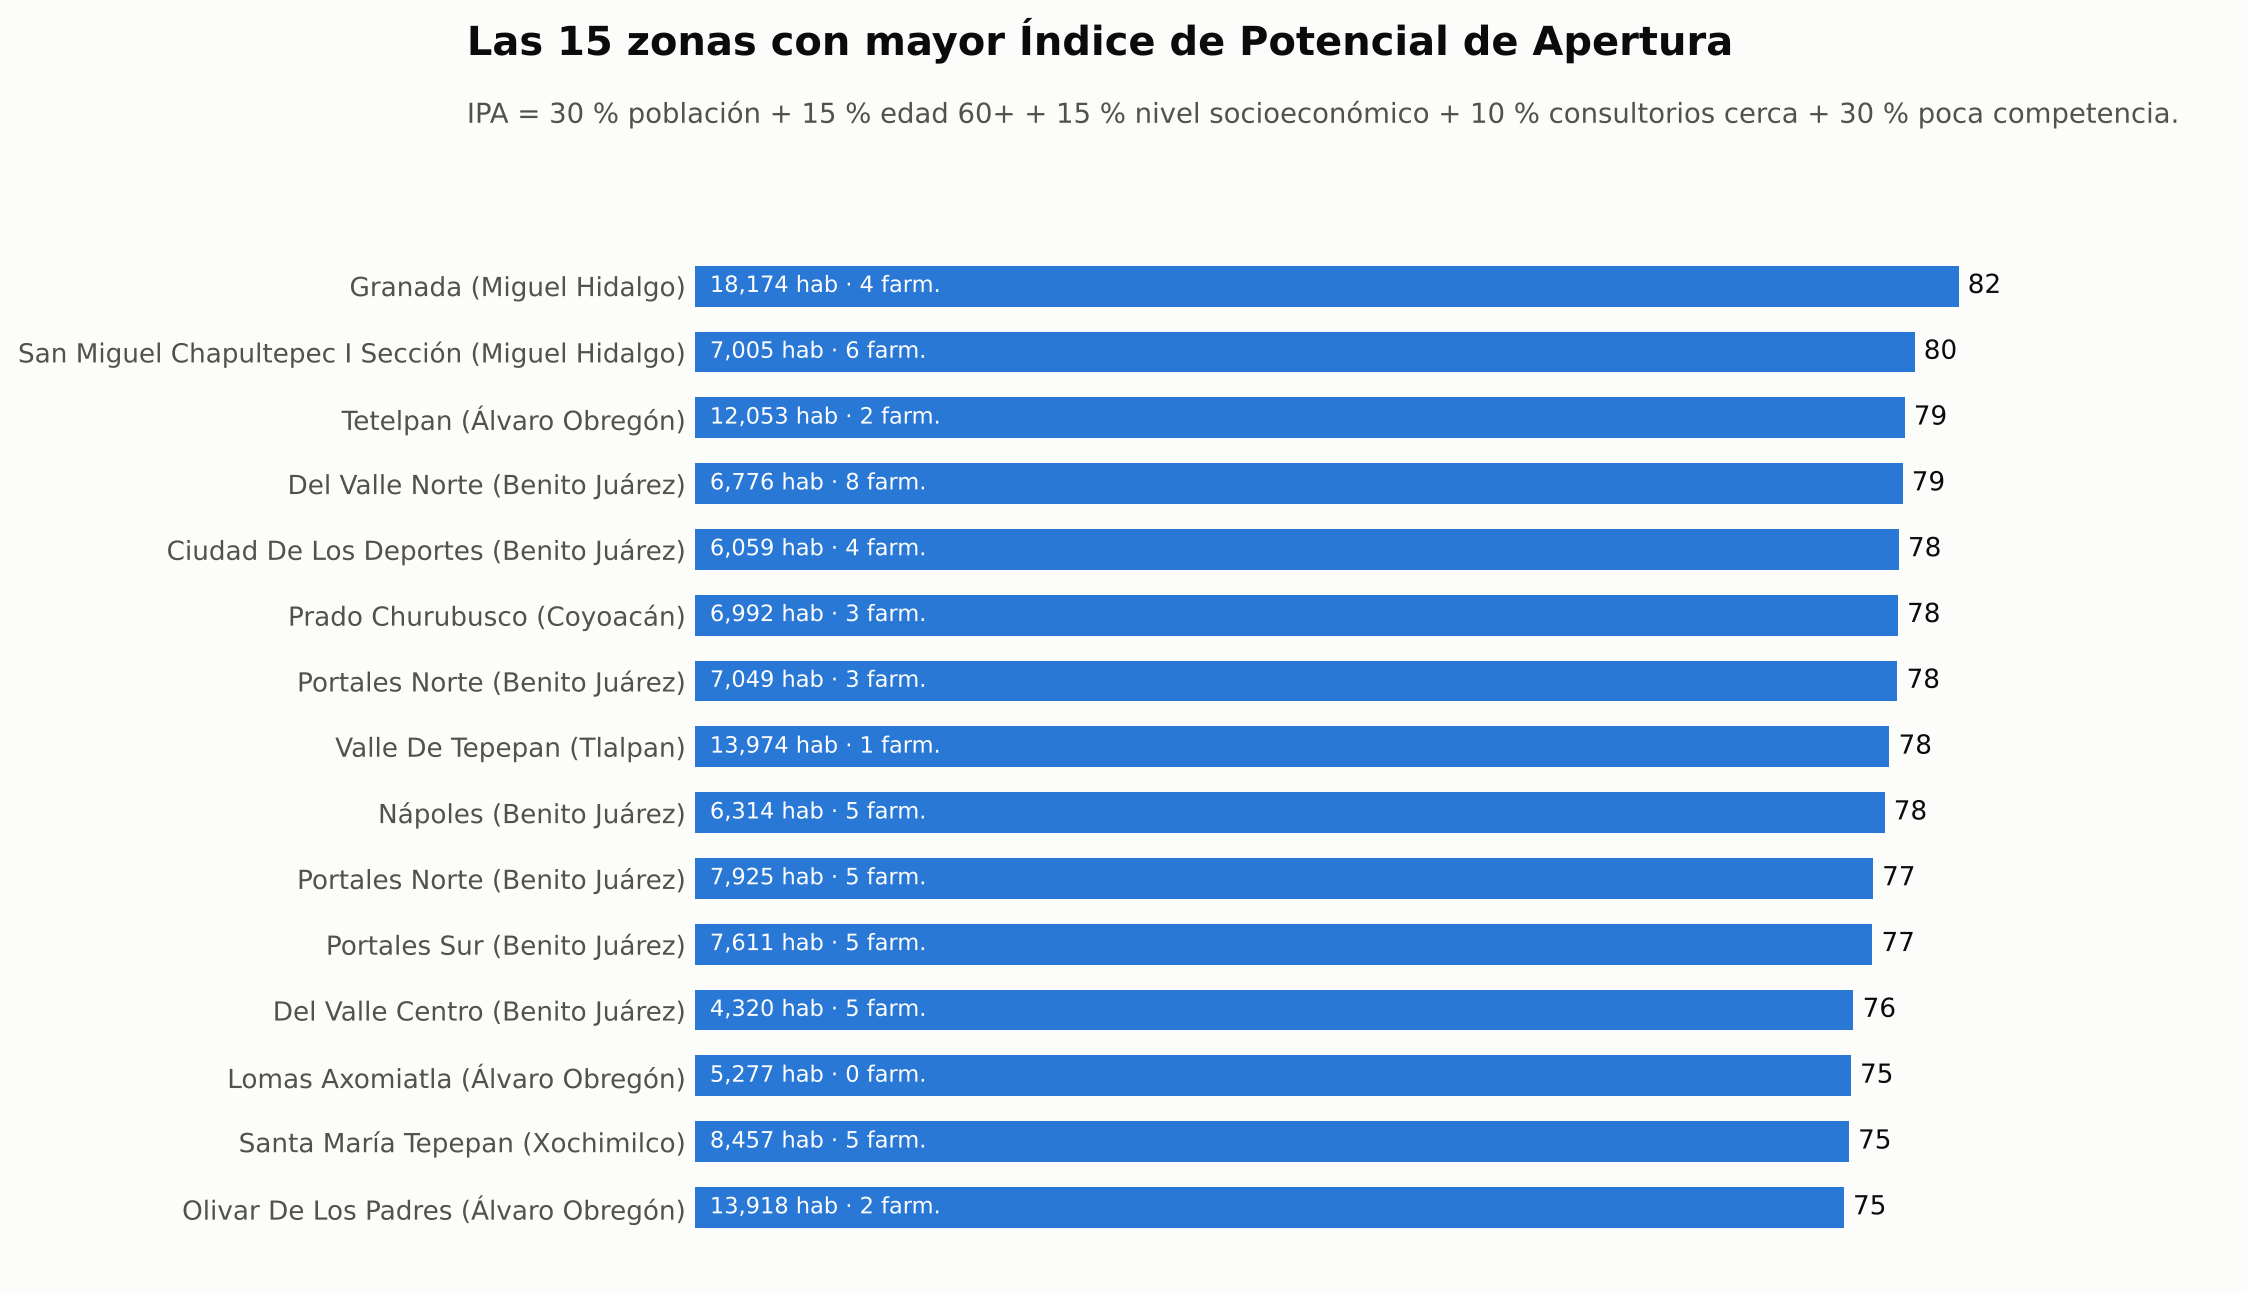 Las 15 zonas con mayor Índice de Potencial de Apertura
IPA = 30 % población + 15 % edad 60+ + 15 % nivel socioeconómico + 10 % consultorios cerca + 30 % poca competencia.
Granada (Miguel Hidalgo) 18,174 hab · 4 farm. 82
San Miguel Chapultepec I Sección (Miguel Hidalgo) 7,005 hab · 6 farm. 80
Tetelpan (Álvaro Obregón) 12,053 hab · 2 farm. 79
Del Valle Norte (Benito Juárez) 6,776 hab · 8 farm. 79
Ciudad De Los Deportes (Benito Juárez) 6,059 hab · 4 farm. 78
Prado Churubusco (Coyoacán) 6,992 hab · 3 farm. 78
Portales Norte (Benito Juárez) 7,049 hab · 3 farm. 78
Valle De Tepepan (Tlalpan) 13,974 hab · 1 farm. 78
Nápoles (Benito Juárez) 6,314 hab · 5 farm. 78
Portales Norte (Benito Juárez) 7,925 hab · 5 farm. 77
Portales Sur (Benito Juárez) 7,611 hab · 5 farm. 77
Del Valle Centro (Benito Juárez) 4,320 hab · 5 farm. 76
Lomas Axomiatla (Álvaro Obregón) 5,277 hab · 0 farm. 75
Santa María Tepepan (Xochimilco) 8,457 hab · 5 farm. 75
Olivar De Los Padres (Álvaro Obregón) 13,918 hab · 2 farm. 75